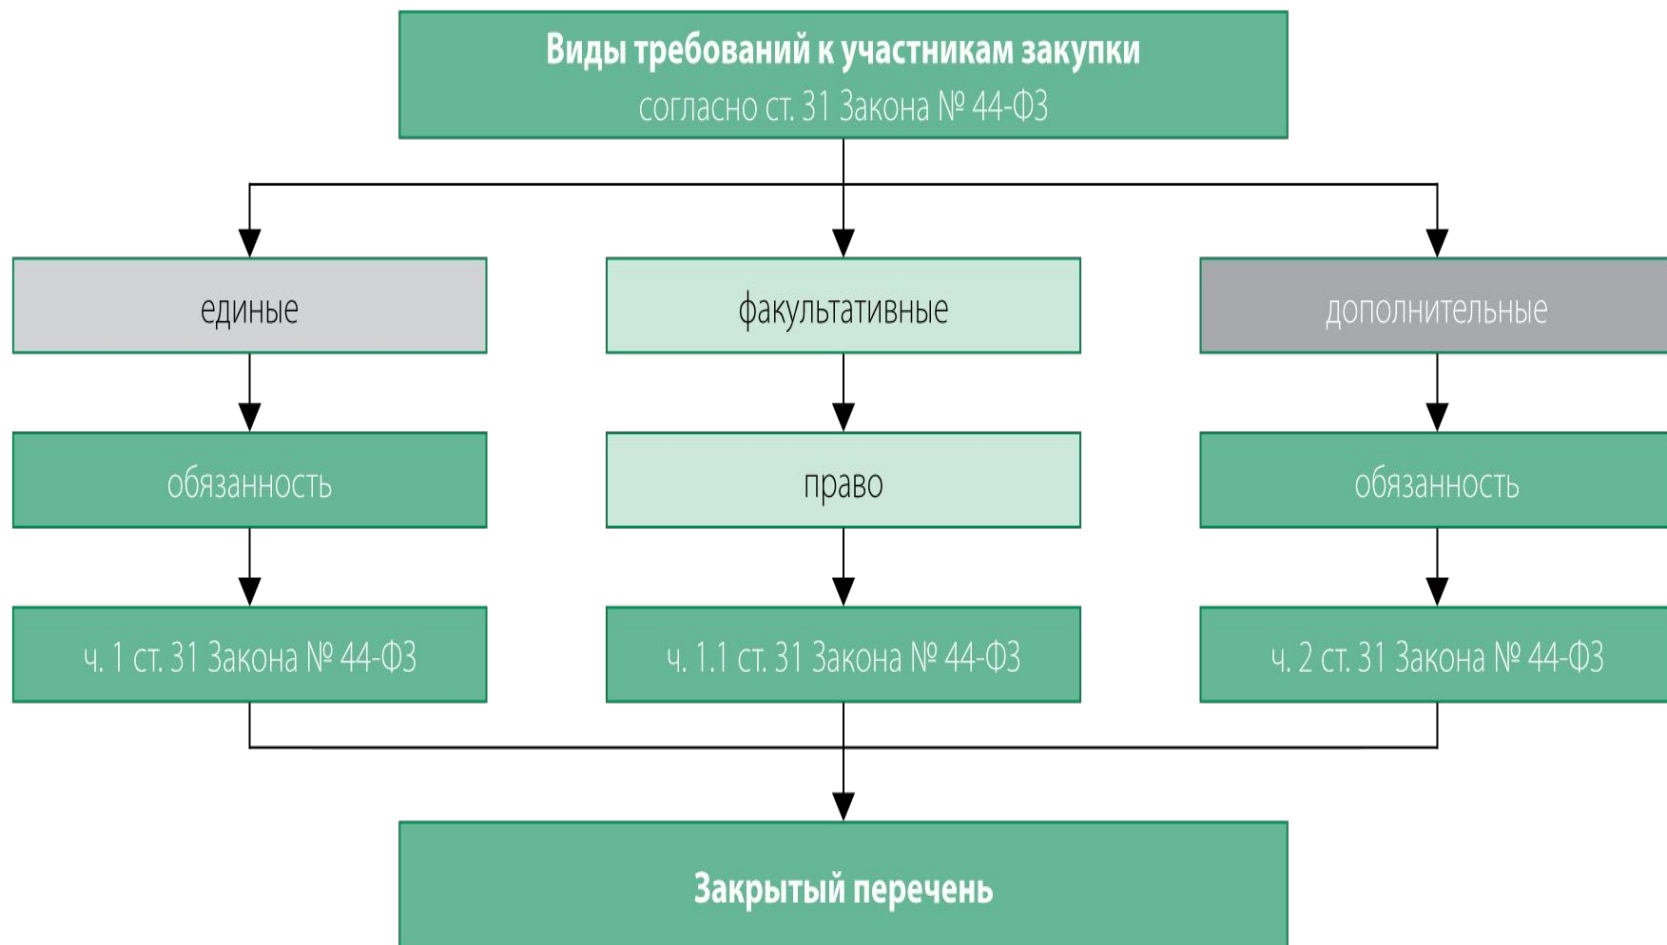 Виды требований к участникам закупки
согласно ст. 31 Закона № 44-ФЗ
единые
факультативные
дополнительные
обязанность
право
обязанность
ч. 1 ст. 31 Закона № 44-ФЗ
ч. 1.1 ст. 31 Закона № 44-ФЗ
ч. 2 ст. 31 Закона № 44-ФЗ
Закрытый перечень